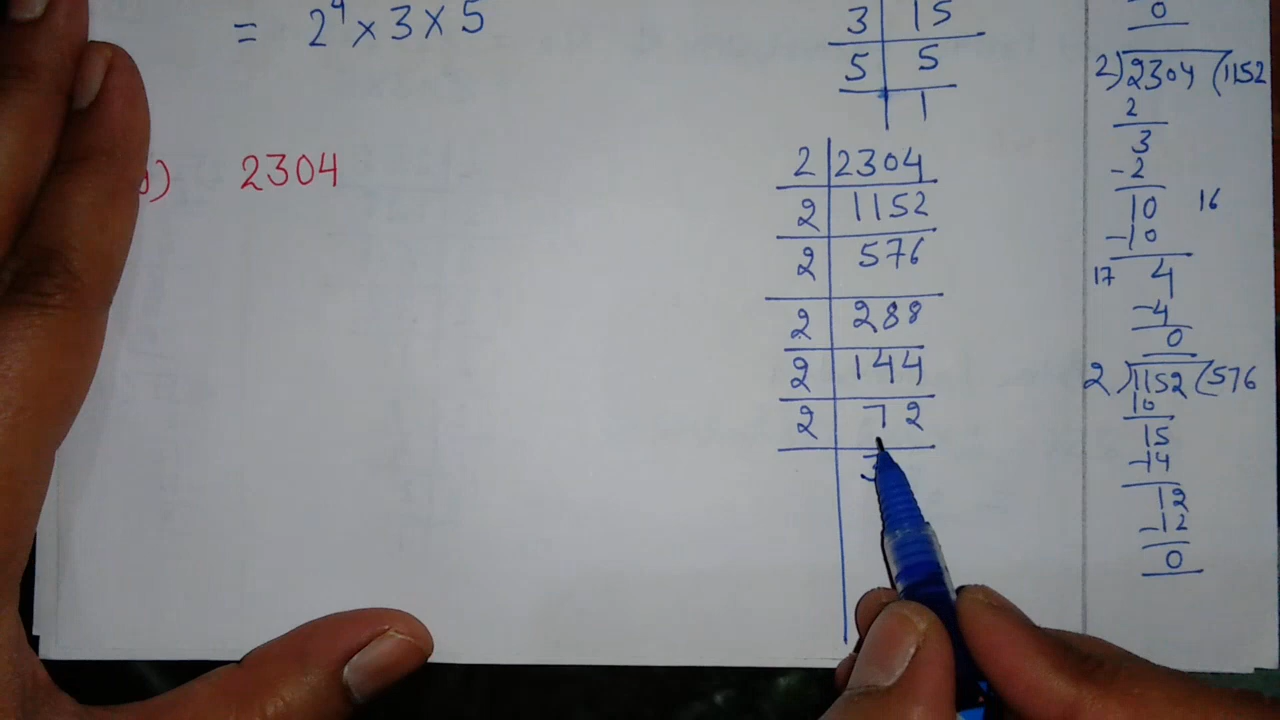 = 2⁴ × 3 × 5
3 | 15
5 | 5
1
) 2304
2 | 2304
2 | 1152
2 | 576
2 | 288
2 | 144
2 | 72
3
0
2) 2304 (1152
2
3
-2
10 16
-10
17 4
-4
0
2) 1152 (576
10
15
-14
12
-12
0